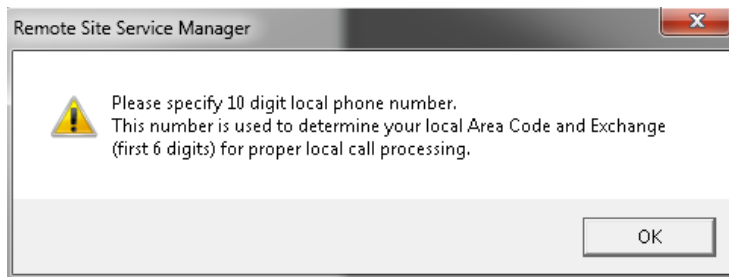 Remote Site Service Manager
Please specify 10 digit local phone number.
This number is used to determine your local Area Code and Exchange
(first 6 digits) for proper local call processing.
OK